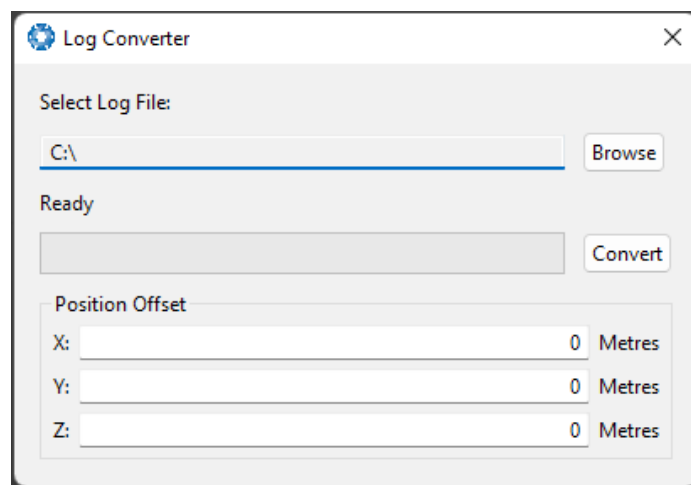 Log Converter
Select Log File:
C:\ Browse
Ready
Convert
Position Offset
X: 0 Metres
Y: 0 Metres
Z: 0 Metres